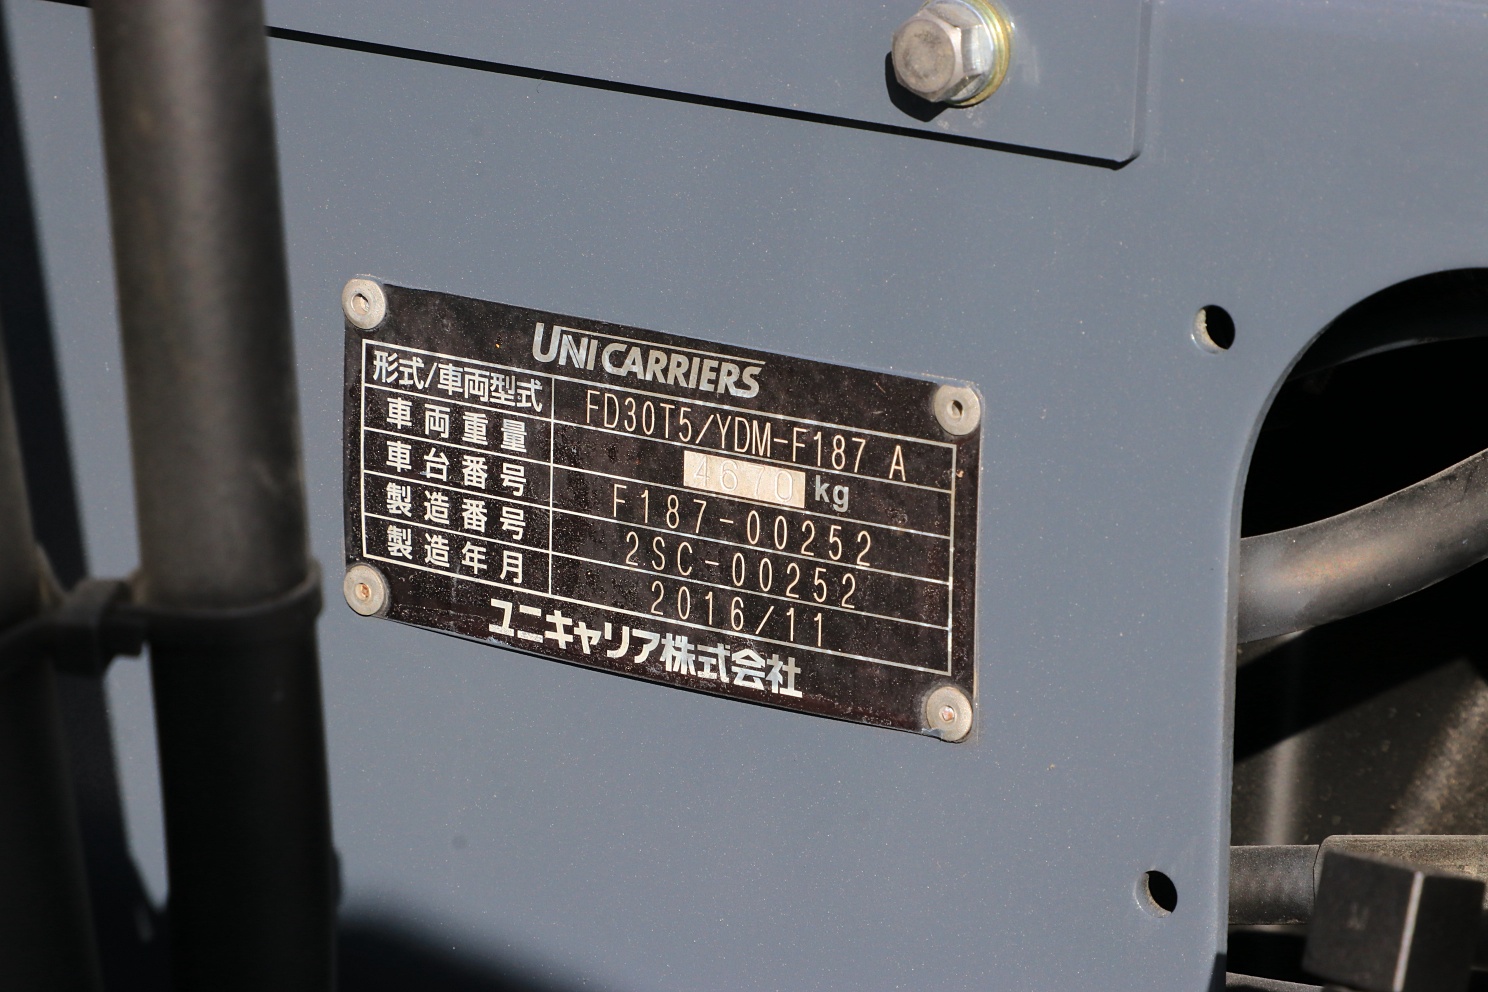 UNICARRIERS
形式/車両型式 FD30T5/YDM-F187 A
車両重量 4670 kg
車台番号 F187-00252
製造番号 2SC-00252
製造年月 2016/11
ユニキャリア株式会社